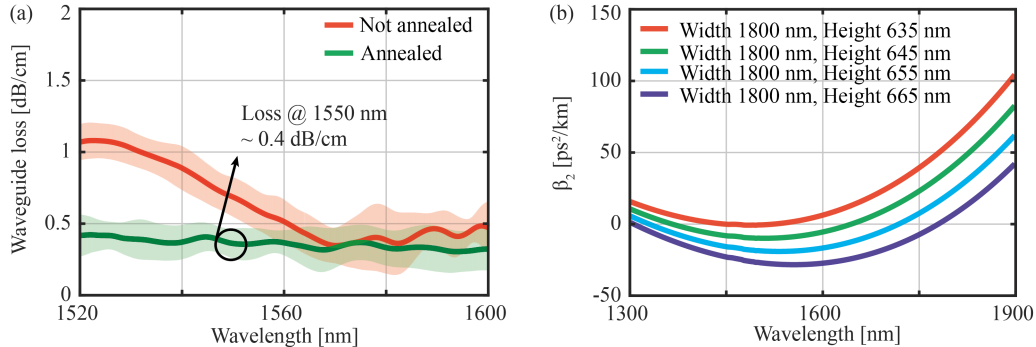 (a)
2
1.5
1
0.5
0
Waveguide loss [dB/cm]
Not annealed
Annealed
Loss @ 1550 nm
~ 0.4 dB/cm
1520
1560
1600
Wavelength [nm]
(b)
150
100
50
0
-50
β₂ [ps²/km]
Width 1800 nm, Height 635 nm
Width 1800 nm, Height 645 nm
Width 1800 nm, Height 655 nm
Width 1800 nm, Height 665 nm
1300
1600
1900
Wavelength [nm]